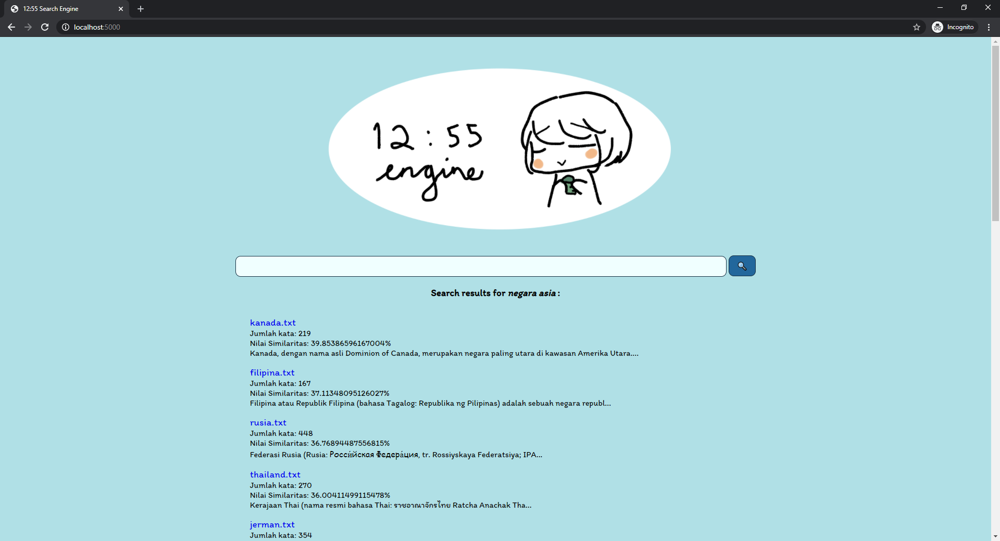 12:55 Search Engine
localhost:5000
Incognito
12:55
engine
Search results for negara asia :
kanada.txt
Jumlah kata: 219
Nilai Similaritas: 39.85386596167004%
Kanada, dengan nama asli Dominion of Canada, merupakan negara paling utara di kawasan Amerika Utara....
filipina.txt
Jumlah kata: 167
Nilai Similaritas: 37.11348095126027%
Filipina atau Republik Filipina (bahasa Tagalog: Republika ng Pilipinas) adalah sebuah negara republ...
rusia.txt
Jumlah kata: 448
Nilai Similaritas: 36.76894487556815%
Federasi Rusia (Rusia: Росси́йская Федера́ция, tr. Rossiyskaya Federatsiya; IPA...
thailand.txt
Jumlah kata: 270
Nilai Similaritas: 36.00411499115478%
Kerajaan Thai (nama resmi bahasa Thai: ราชอาณาจักรไทย Ratcha Anachak Tha...
jerman.txt
Jumlah kata: 354